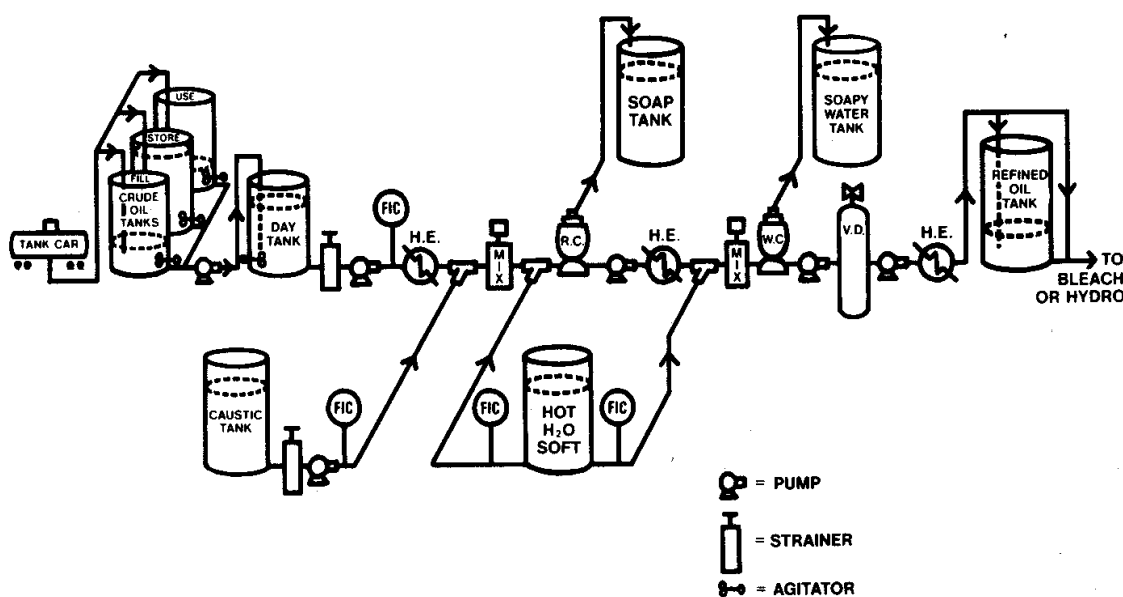 USE
STORE
FILL
CRUDE
OIL
TANKS
TANK CAR
DAY
TANK
FIC
H.E.
MIX
R.C.
SOAP
TANK
H.E.
MIX
W.C
SOAPY
WATER
TANK
V.D.
H.E.
REFINED
OIL
TANK
TO
BLEACH
OR HYDRO
CAUSTIC
TANK
FIC
FIC
HOT
H₂O
SOFT
FIC
= PUMP
= STRAINER
= AGITATOR